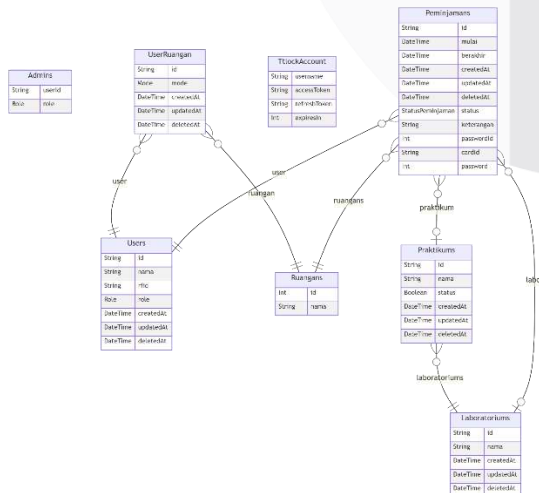 Peminjamans
String id
DateTime mulai
DateTime berakhir
DateTime createdAt
DateTime updatedAt
DateTime deletedAt
StatusPeminjaman status
String keterangan
Int passwordId
String cardId
Int password
UserRuangan
String id
Mode mode
DateTime createdAt
DateTime updatedAt
DateTime deletedAt
TtlockAccount
String username
String accessToken
String refreshToken
Int expiresIn
Admins
String userId
Role role
user
user
ruangan
ruangans
praktikum
labo
Users
String id
String nama
String rfid
Role role
DateTime createdAt
DateTime updatedAt
DateTime deletedAt
Ruangans
Int id
String nama
Praktikums
String id
String nama
Boolean status
DateTime createdAt
DateTime updatedAt
DateTime deletedAt
laboratoriums
Laboratoriums
String id
String nama
DateTime createdAt
DateTime updatedAt
DateTime deletedAt